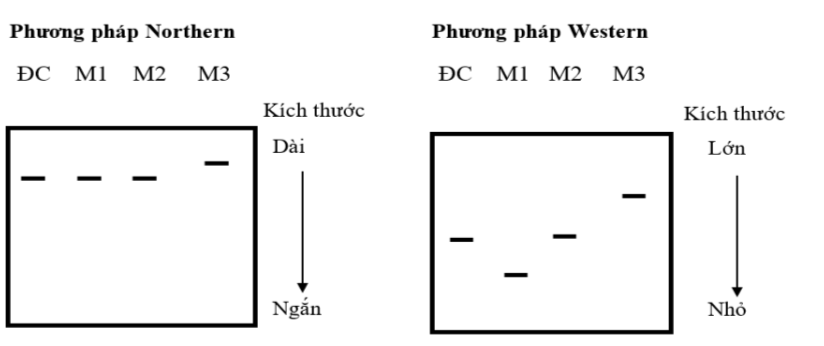 Phương pháp Northern
ĐC M1 M2 M3
Kích thước
Dài
Ngắn
Phương pháp Western
ĐC M1 M2 M3
Kích thước
Lớn
Nhỏ